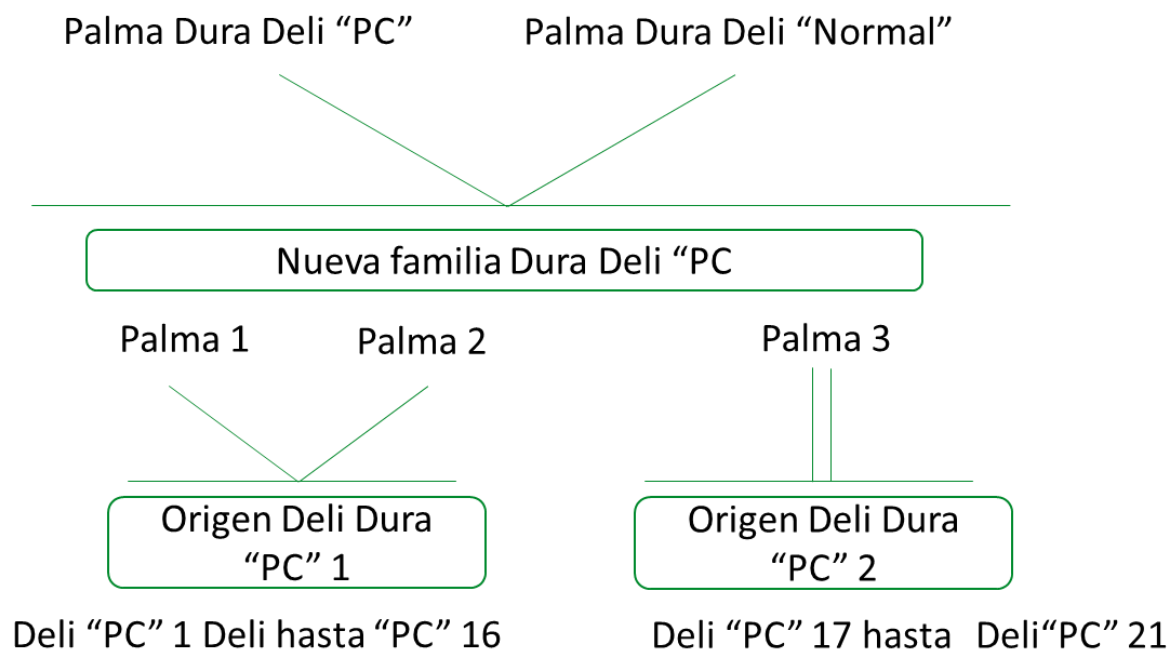 Palma Dura Deli “PC”
Palma Dura Deli “Normal”
Nueva familia Dura Deli “PC
Palma 1
Palma 2
Palma 3
Origen Deli Dura
“PC” 1
Origen Deli Dura
“PC” 2
Deli “PC” 1 Deli hasta “PC” 16
Deli “PC” 17 hasta Deli“PC” 21